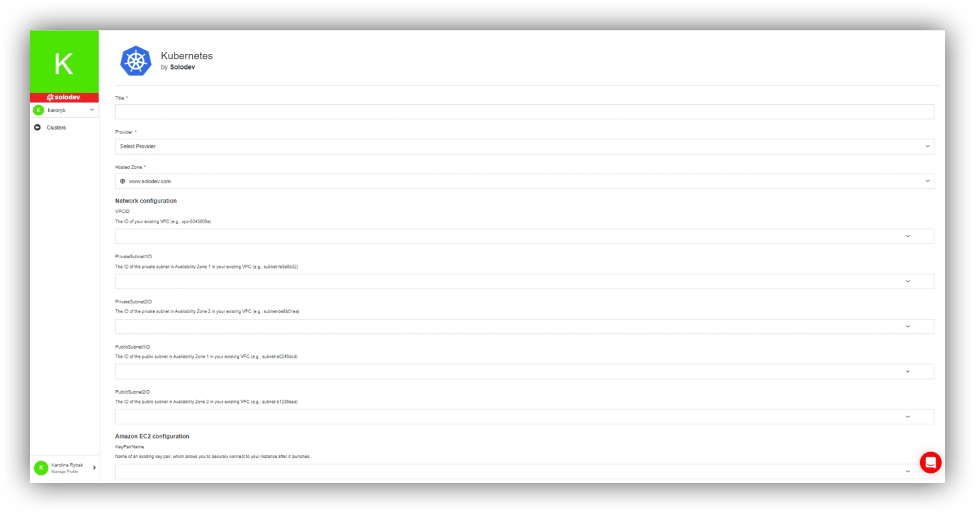 K
solodev
K karoryb
Clusters
Kubernetes
by Solodev
Title *
Provider *
Select Provider
Hosted Zone *
www.solodev.com
Network configuration
VPCID
The ID of your existing VPC (e.g., vpc-0343606e)
PrivateSubnet1ID
The ID of the private subnet in Availability Zone 1 in your existing VPC (e.g., subnet-fe9a8b32)
PrivateSubnet2ID
The ID of the private subnet in Availability Zone 2 in your existing VPC (e.g., subnet-be8b01ea)
PublicSubnet1ID
The ID of the public subnet in Availability Zone 1 in your existing VPC (e.g.,
PublicSubnet2ID
The ID of the public subnet in Availability Zone 2 in your existing VPC (e.g.,
Amazon EC2 configuration
KeyPairName
Name of an existing key pair, which allows you to securely connect to your instance after it launches.
K Karolina Rybak
Manage Profile